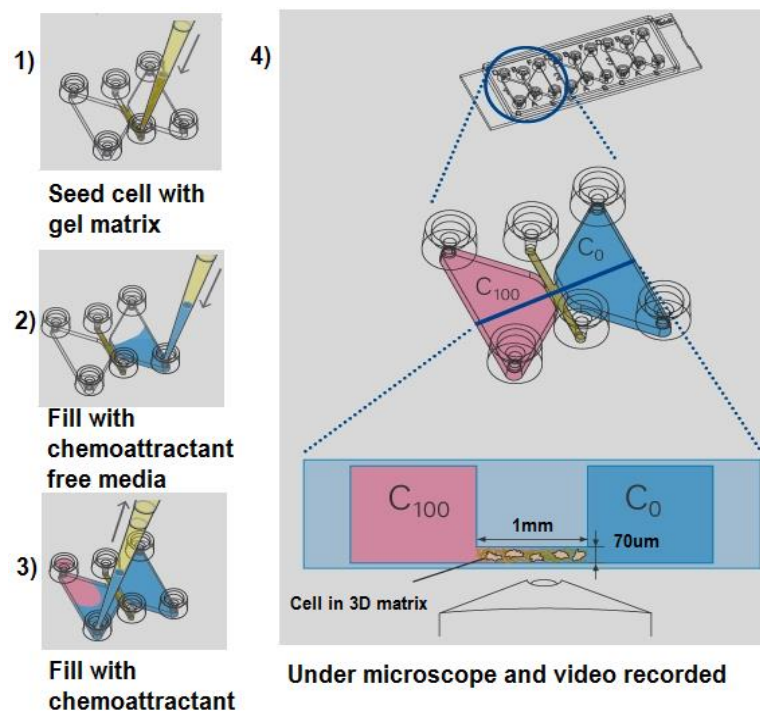 1)
Seed cell with
gel matrix
2)
Fill with
chemoattractant
free media
3)
Fill with
chemoattractant
4)
C100
C0
C100
C0
1mm
70um
Cell in 3D matrix
Under microscope and video recorded